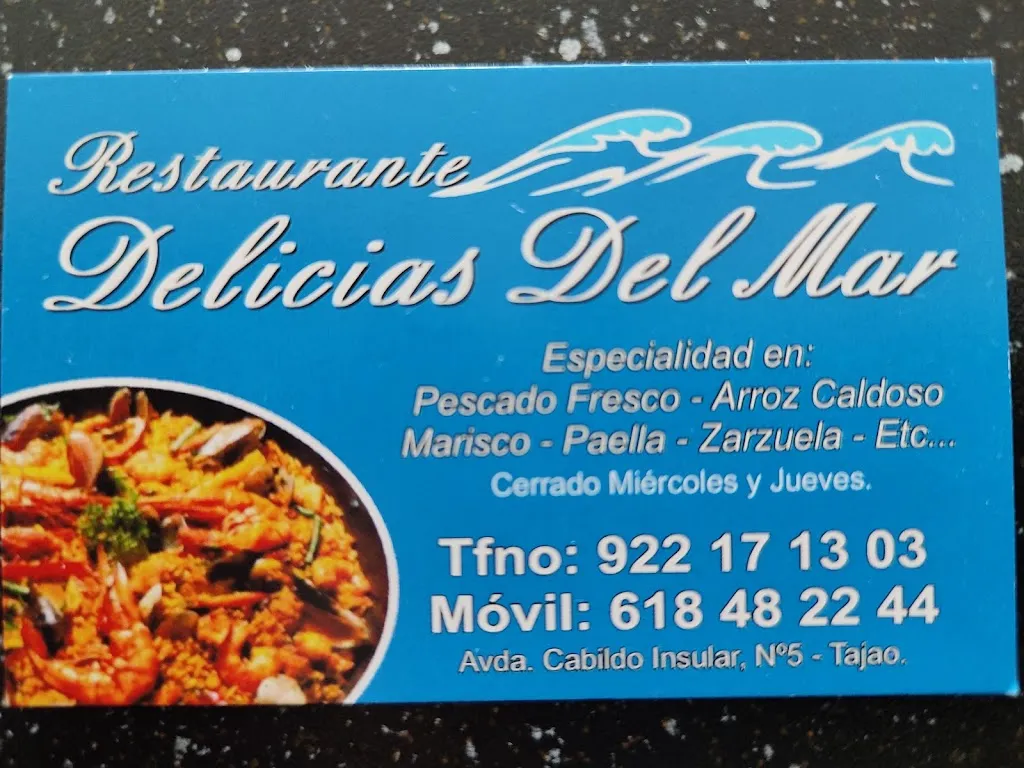 Restaurante
Delicias Del Mar
Especialidad en:
Pescado Fresco - Arroz Caldoso
Marisco - Paella - Zarzuela - Etc...
Cerrado Miércoles y Jueves.
Tfno: 922 17 13 03
Móvil: 618 48 22 44
Avda. Cabildo Insular, Nº5 - Tajao.